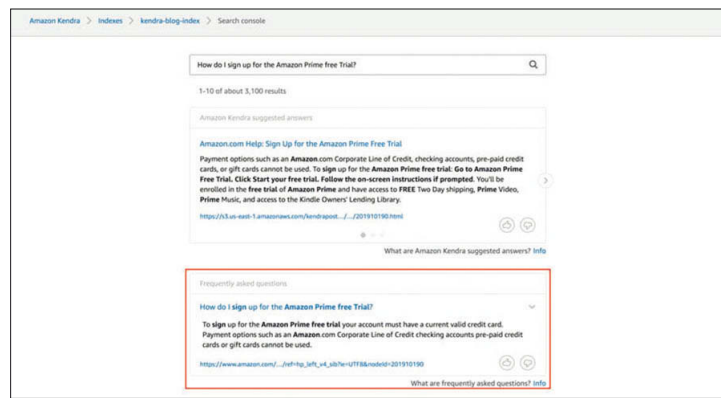 Amazon Kendra > Indexes > kendra-blog-index > Search console
How do I sign up for the Amazon Prime free Trial?
1-10 of about 3,100 results
Amazon Kendra suggested answers
Amazon.com Help: Sign Up for the Amazon Prime Free Trial
Payment options such as an Amazon.com Corporate Line of Credit, checking accounts, pre-paid credit
cards, or gift cards cannot be used. To sign up for the Amazon Prime free trial: Go to Amazon Prime
Free Trial. Click Start your free trial. Follow the on-screen instructions if prompted. You'll be
enrolled in the free trial of Amazon Prime and have access to FREE Two Day shipping, Prime Video,
Prime Music, and access to the Kindle Owners' Lending Library.
https://s3.us-east-1.amazonaws.com/kendrapost.../.../201910190.html
What are Amazon Kendra suggested answers? Info
Frequently asked questions
How do I sign up for the Amazon Prime free Trial?
To sign up for the Amazon Prime free trial your account must have a current valid credit card.
Payment options such as an Amazon.com Corporate Line of Credit checking accounts pre-paid credit
cards or gift cards cannot be used.
https://www.amazon.com/.../ref=hp_left_v4_sib?ie=UTF8&nodeId=201910190
What are frequently asked questions? Info